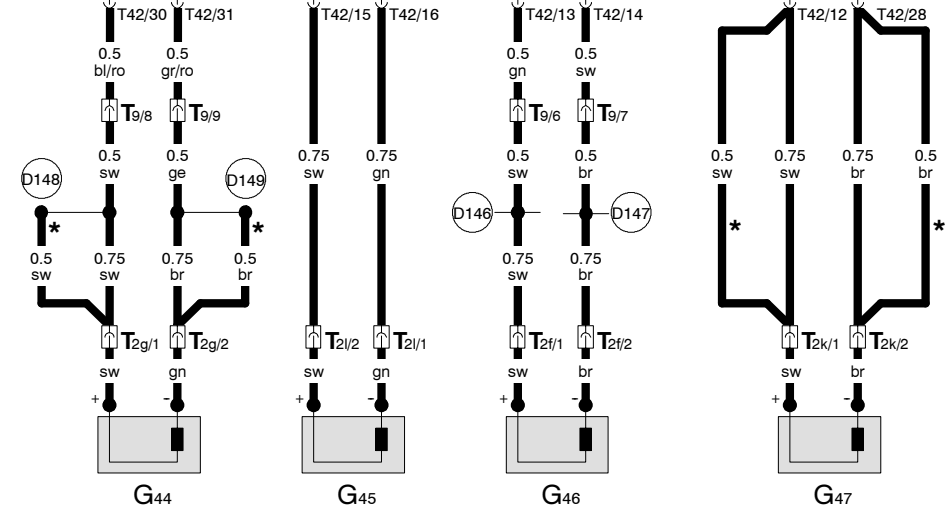 T42/30 T42/31 T42/15 T42/16 T42/13 T42/14 T42/12 T42/28
0.5 0.5 0.5 0.5
bl/ro gr/ro gn sw
T9/8 T9/9 T9/6 T9/7
0.5 0.5 0.75 0.75 0.5 0.5 0.5 0.75 0.75 0.5
sw ge sw gn sw br sw sw br br
D148 D149
D146 D147
* * * *
0.5 0.75 0.75 0.5 0.75 0.75
sw sw br br sw br
T2g/1 T2g/2 T2l/2 T2l/1 T2f/1 T2f/2 T2k/1 T2k/2
sw gn sw gn sw br sw br
+ - + - + - + -
G44 G45 G46 G47